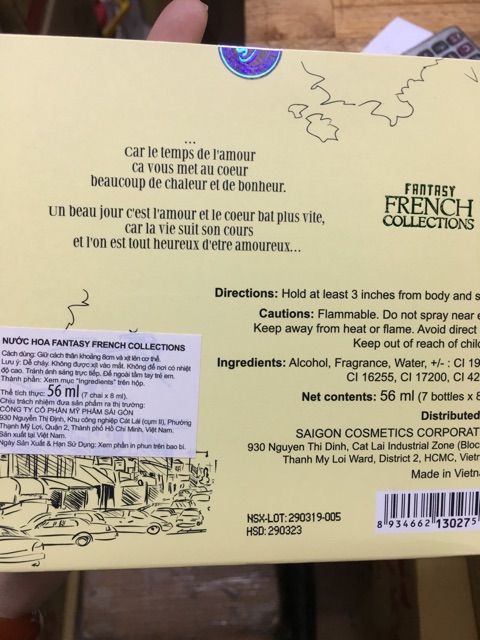 ...
Car le temps de l'amour
ca vous met au coeur
beaucoup de chaleur et de bonheur.
Un beau jour c'est l'amour et le coeur bat plus vite,
car la vie suit son cours
et l'on est tout heureux d'etre amoureux...
FANTASY
FRENCH
COLLECTIONS
Directions: Hold at least 3 inches from body and s
Cautions: Flammable. Do not spray near e
Keep away from heat or flame. Avoid direct
Keep out of reach of chil
Ingredients: Alcohol, Fragrance, Water, +/- : CI 19
CI 16255, CI 17200, CI 42
Net contents: 56 ml (7 bottles x 8
Distributed
SAIGON COSMETICS CORPORAT
930 Nguyen Thi Dinh, Cat Lai Industrial Zone (Bloc
Thanh My Loi Ward, District 2, HCMC, Vietn
Made in Vietn
NƯỚC HOA FANTASY FRENCH COLLECTIONS
Cách dùng: Giữ cách thân khoảng 8cm và xịt lên cơ thể.
Lưu ý: Dễ cháy. Không được xịt vào mắt. Không để nơi có nhiệt
độ cao. Tránh ánh sáng trực tiếp. Để ngoài tầm tay trẻ em.
Thành phần: Xem mục "Ingredients" trên hộp.
Thể tích thực: 56 ml (7 chai x 8 ml).
Chịu trách nhiệm đưa sản phẩm ra thị trường:
CÔNG TY CỔ PHẦN MỸ PHẨM SÀI GÒN
930 Nguyễn Thị Định, Khu công nghiệp Cát Lái (cụm II), Phường
Thạnh Mỹ Lợi, Quận 2, Thành phố Hồ Chí Minh, Việt Nam.
Sản xuất tại Việt Nam.
Ngày Sản Xuất & Hạn Sử Dụng: Xem phần in phun trên bao bì.
NSX-LOT: 290319-005
HSD: 290323
8 934662 13027